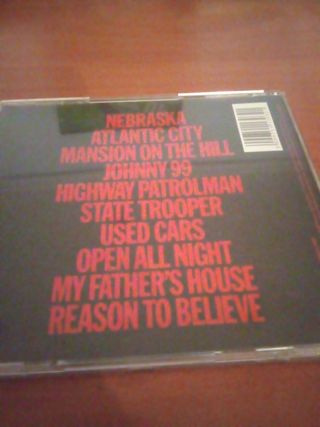 NEBRASKA
ATLANTIC CITY
MANSION ON THE HILL
JOHNNY 99
HIGHWAY PATROLMAN
STATE TROOPER
USED CARS
OPEN ALL NIGHT
MY FATHER'S HOUSE
REASON TO BELIEVE